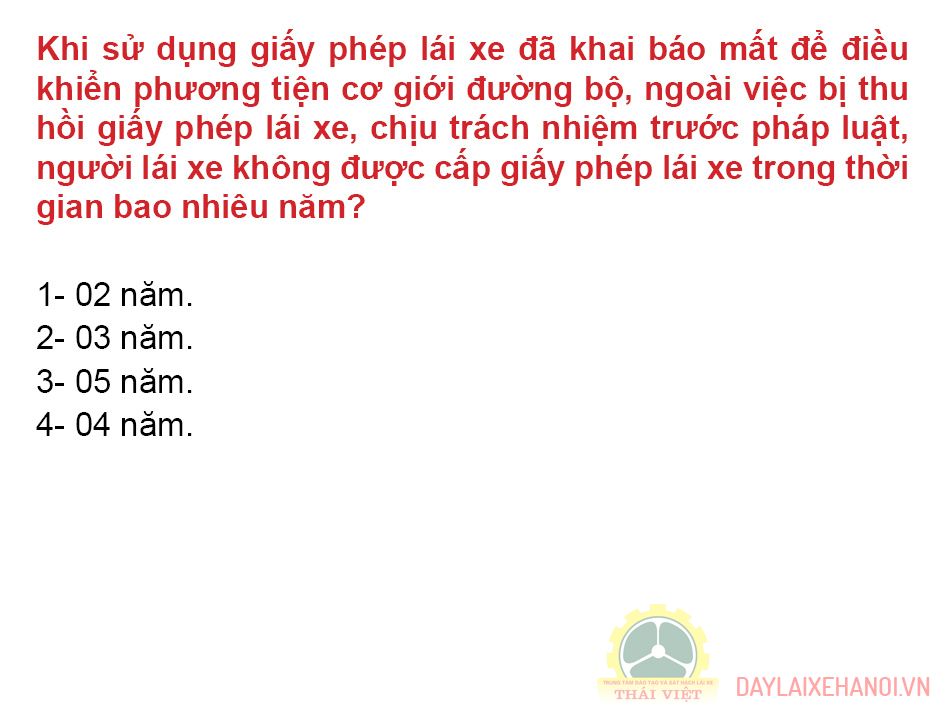 Khi sử dụng giấy phép lái xe đã khai báo mất để điều
khiển phương tiện cơ giới đường bộ, ngoài việc bị thu
hồi giấy phép lái xe, chịu trách nhiệm trước pháp luật,
người lái xe không được cấp giấy phép lái xe trong thời
gian bao nhiêu năm?
1- 02 năm.
2- 03 năm.
3- 05 năm.
4- 04 năm.
TRUNG TÂM ĐÀO TẠO VÀ SÁT HẠCH LÁI XE
THÁI VIỆT
DAYLAIXEHANOI.VN